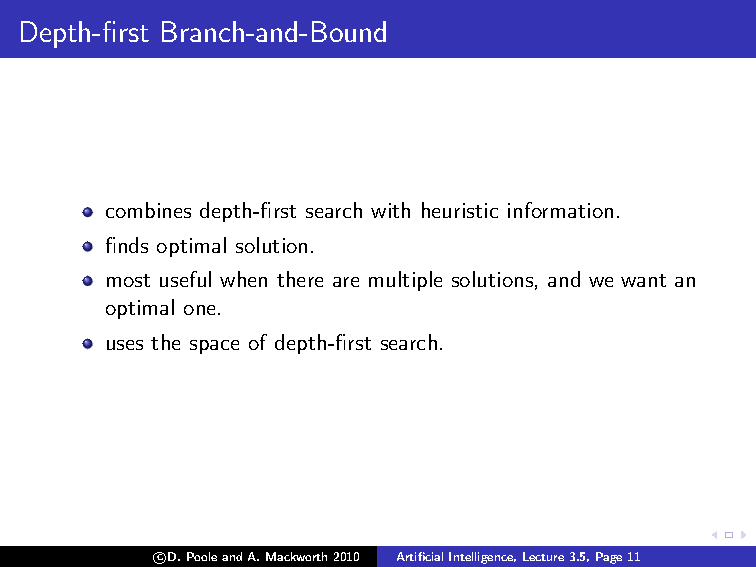 Depth-first Branch-and-Bound
combines depth-first search with heuristic information.
finds optimal solution.
most useful when there are multiple solutions, and we want an
optimal one.
uses the space of depth-first search.
©D. Poole and A. Mackworth 2010
Artificial Intelligence, Lecture 3.5, Page 11